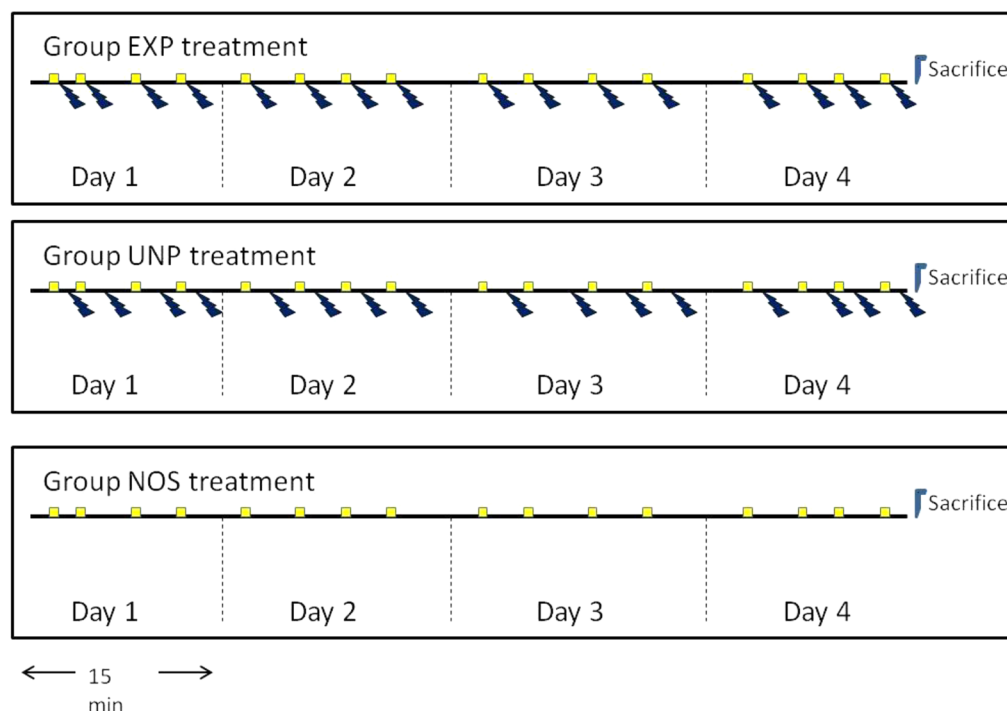 Group EXP treatment
Sacrifice
Day 1 Day 2 Day 3 Day 4
Group UNP treatment
Sacrifice
Day 1 Day 2 Day 3 Day 4
Group NOS treatment
Sacrifice
Day 1 Day 2 Day 3 Day 4
15
min